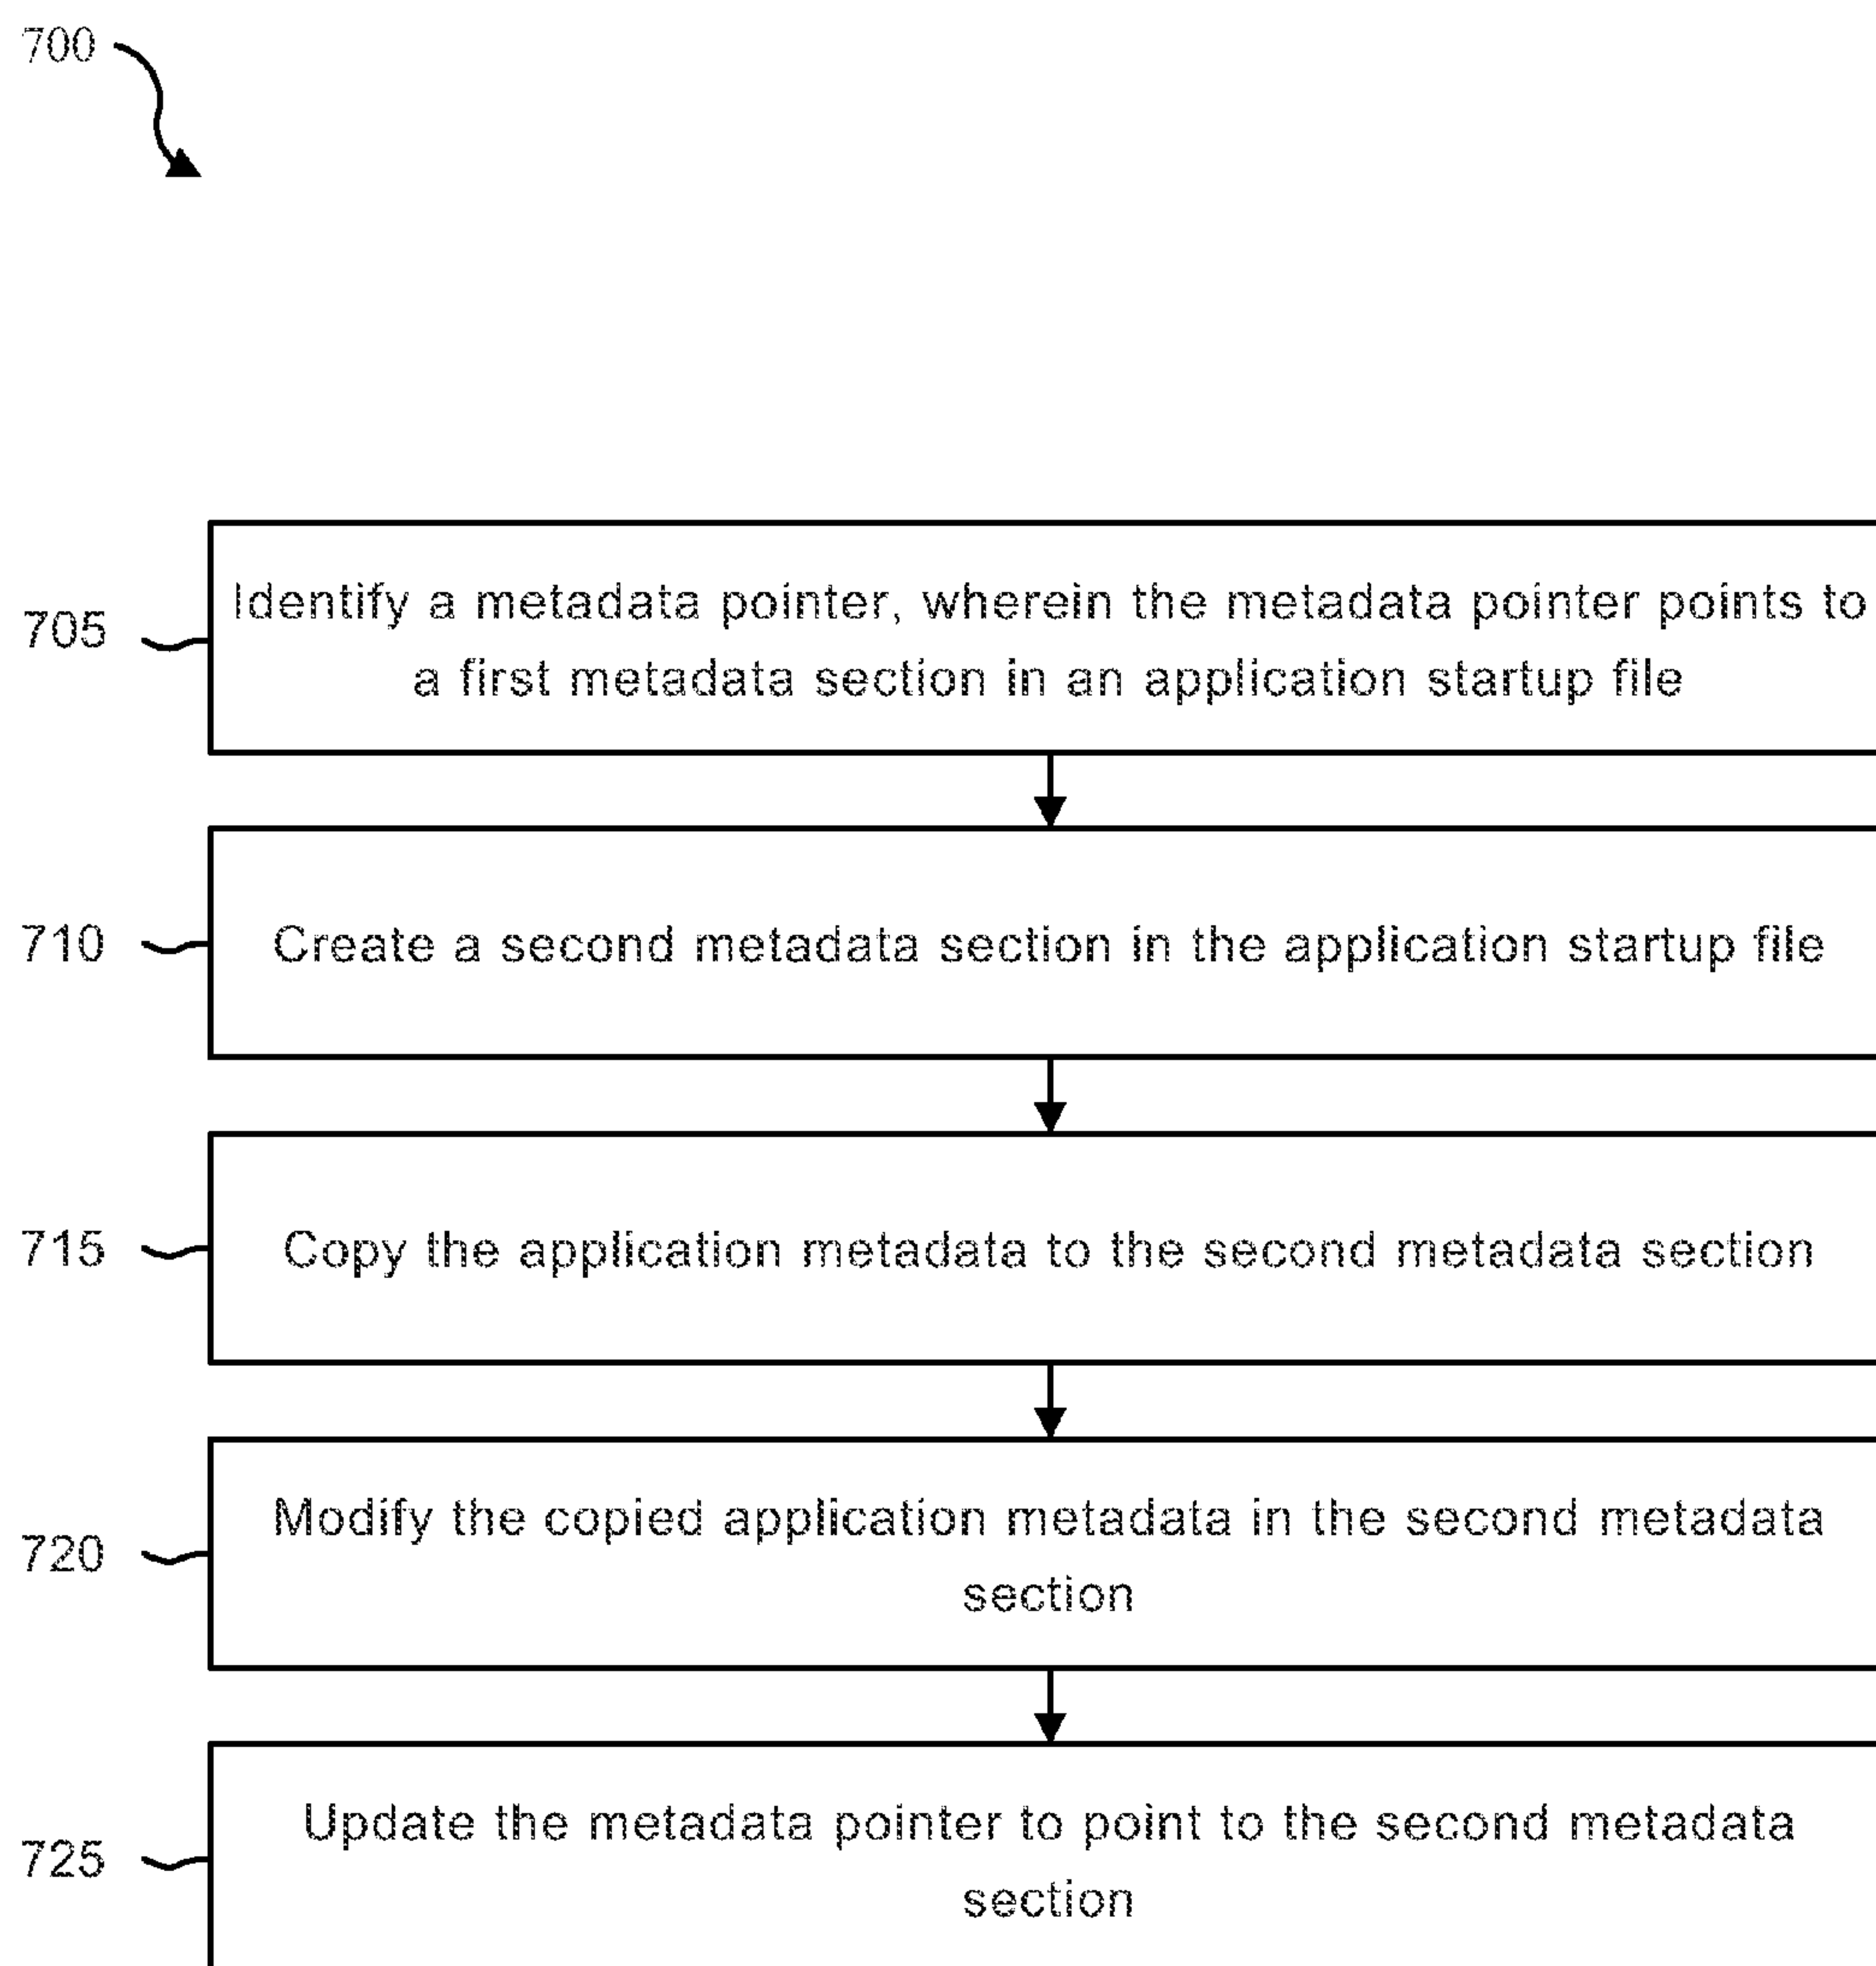 700
705
Identify a metadata pointer, wherein the metadata pointer points to
a first metadata section in an application startup file
710
Create a second metadata section in the application startup file
715
Copy the application metadata to the second metadata section
720
Modify the copied application metadata in the second metadata
section
725
Update the metadata pointer to point to the second metadata
section